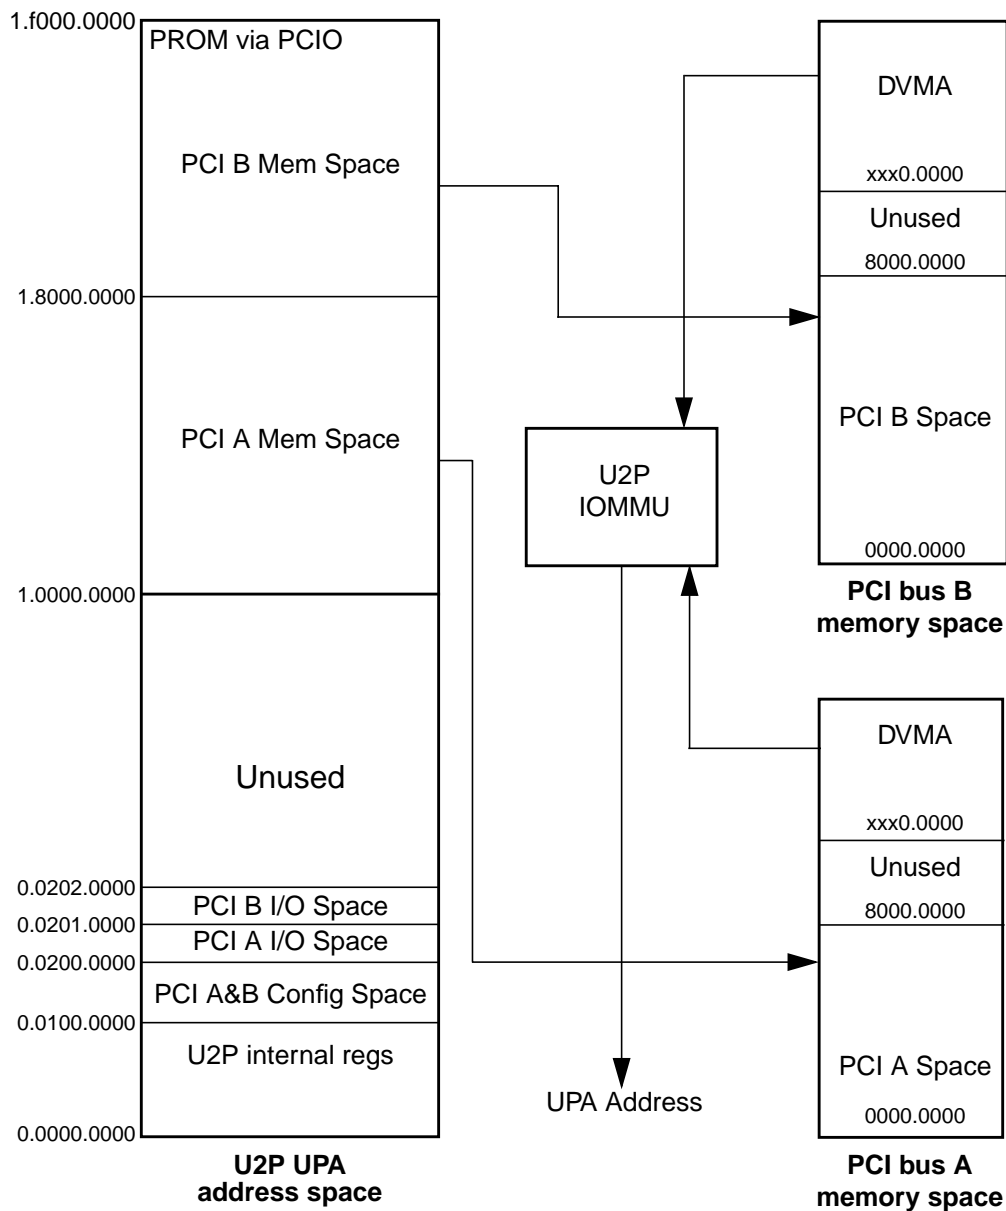 1.f000.0000
PROM via PCIO
PCI B Mem Space
1.8000.0000
PCI A Mem Space
1.0000.0000
Unused
0.0202.0000
PCI B I/O Space
0.0201.0000
PCI A I/O Space
0.0200.0000
PCI A&B Config Space
0.0100.0000
U2P internal regs
0.0000.0000
U2P UPA
address space
U2P
IOMMU
UPA Address
DVMA
xxx0.0000
Unused
8000.0000
PCI B Space
0000.0000
PCI bus B
memory space
DVMA
xxx0.0000
Unused
8000.0000
PCI A Space
0000.0000
PCI bus A
memory space